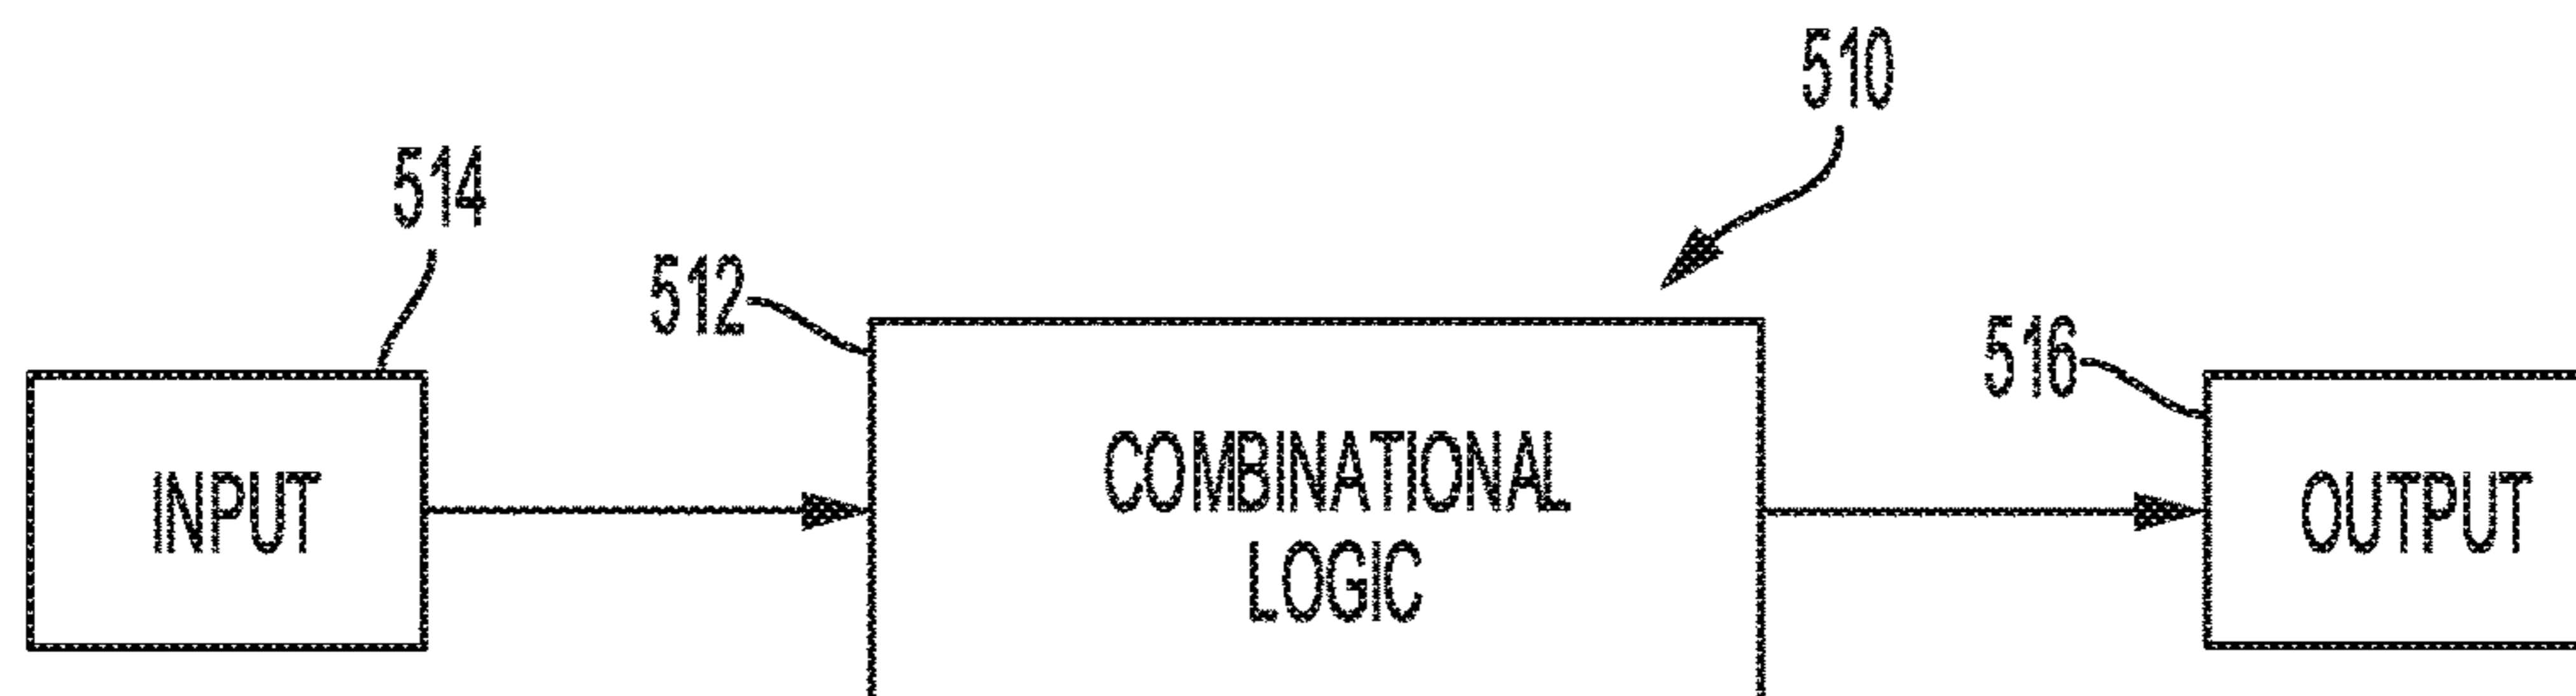 510
514
512
516
INPUT
COMBINATIONAL
LOGIC
OUTPUT